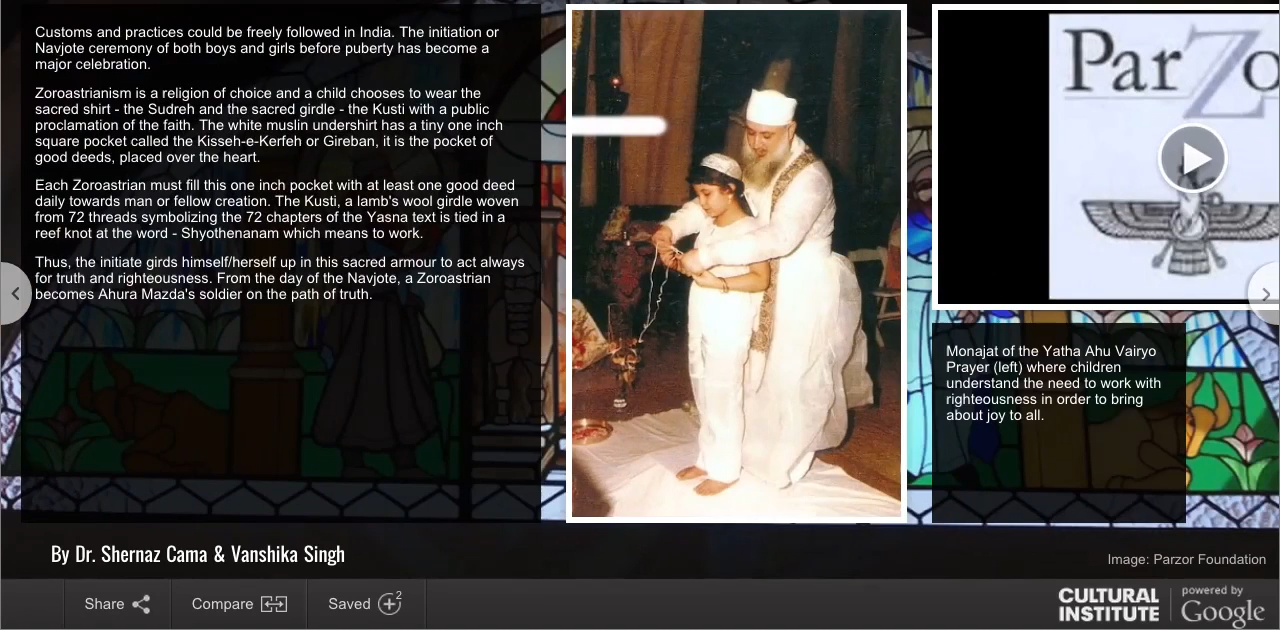 Customs and practices could be freely followed in India. The initiation or
Navjote ceremony of both boys and girls before puberty has become a
major celebration.
Zoroastrianism is a religion of choice and a child chooses to wear the
sacred shirt - the Sudreh and the sacred girdle - the Kusti with a public
proclamation of the faith. The white muslin undershirt has a tiny one inch
square pocket called the Kisseh-e-Kerfeh or Gireban, it is the pocket of
good deeds, placed over the heart.
Each Zoroastrian must fill this one inch pocket with at least one good deed
daily towards man or fellow creation. The Kusti, a lamb's wool girdle woven
from 72 threads symbolizing the 72 chapters of the Yasna text is tied in a
reef knot at the word - Shyothenanam which means to work.
Thus, the initiate girds himself/herself up in this sacred armour to act always
for truth and righteousness. From the day of the Navjote, a Zoroastrian
becomes Ahura Mazda's soldier on the path of truth.
ParZo
Monajat of the Yatha Ahu Vairyo
Prayer (left) where children
understand the need to work with
righteousness in order to bring
about joy to all.
By Dr. Shernaz Cama & Vanshika Singh
Image: Parzor Foundation
Share
Compare
Saved 2
CULTURAL
INSTITUTE
powered by
Google